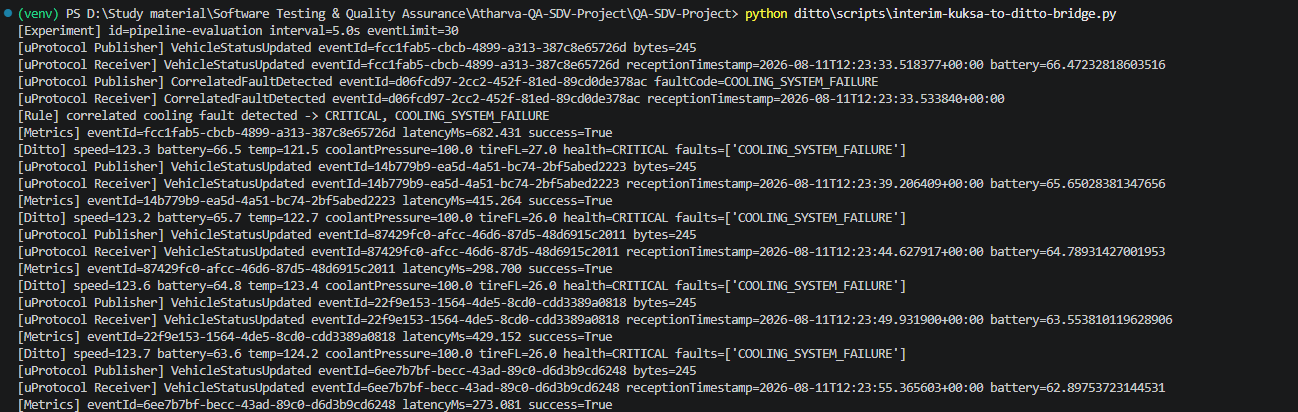 (venv) PS D:\Study material\Software Testing & Quality Assurance\Atharva-QA-SDV-Project\QA-SDV-Project> python ditto\scripts\interim-kuksa-to-ditto-bridge.py
[Experiment] id=pipeline-evaluation interval=5.0s eventLimit=30
[uProtocol Publisher] VehicleStatusUpdated eventId=fcc1fab5-cbcb-4899-a313-387c8e65726d bytes=245
[uProtocol Receiver] VehicleStatusUpdated eventId=fcc1fab5-cbcb-4899-a313-387c8e65726d receptionTimestamp=2026-08-11T12:23:33.518377+00:00 battery=66.47232818603516
[uProtocol Publisher] CorrelatedFaultDetected eventId=d06fcd97-2cc2-452f-81ed-89cd0de378ac faultCode=COOLING_SYSTEM_FAILURE
[uProtocol Receiver] CorrelatedFaultDetected eventId=d06fcd97-2cc2-452f-81ed-89cd0de378ac receptionTimestamp=2026-08-11T12:23:33.533840+00:00
[Rule] correlated cooling fault detected -> CRITICAL, COOLING_SYSTEM_FAILURE
[Metrics] eventId=fcc1fab5-cbcb-4899-a313-387c8e65726d latencyMs=682.431 success=True
[Ditto] speed=123.3 battery=66.5 temp=121.5 coolantPressure=100.0 tireFL=27.0 health=CRITICAL faults=['COOLING_SYSTEM_FAILURE']
[uProtocol Publisher] VehicleStatusUpdated eventId=14b779b9-ea5d-4a51-bc74-2bf5abed2223 bytes=245
[uProtocol Receiver] VehicleStatusUpdated eventId=14b779b9-ea5d-4a51-bc74-2bf5abed2223 receptionTimestamp=2026-08-11T12:23:39.206409+00:00 battery=65.65028381347656
[Metrics] eventId=14b779b9-ea5d-4a51-bc74-2bf5abed2223 latencyMs=415.264 success=True
[Ditto] speed=123.2 battery=65.7 temp=122.7 coolantPressure=100.0 tireFL=26.0 health=CRITICAL faults=['COOLING_SYSTEM_FAILURE']
[uProtocol Publisher] VehicleStatusUpdated eventId=87429fc0-afcc-46d6-87d5-48d6915c2011 bytes=245
[uProtocol Receiver] VehicleStatusUpdated eventId=87429fc0-afcc-46d6-87d5-48d6915c2011 receptionTimestamp=2026-08-11T12:23:44.627917+00:00 battery=64.78931427001953
[Metrics] eventId=87429fc0-afcc-46d6-87d5-48d6915c2011 latencyMs=298.700 success=True
[Ditto] speed=123.6 battery=64.8 temp=123.4 coolantPressure=100.0 tireFL=26.0 health=CRITICAL faults=['COOLING_SYSTEM_FAILURE']
[uProtocol Publisher] VehicleStatusUpdated eventId=22f9e153-1564-4de5-8cd0-cdd3389a0818 bytes=245
[uProtocol Receiver] VehicleStatusUpdated eventId=22f9e153-1564-4de5-8cd0-cdd3389a0818 receptionTimestamp=2026-08-11T12:23:49.931900+00:00 battery=63.553810119628906
[Metrics] eventId=22f9e153-1564-4de5-8cd0-cdd3389a0818 latencyMs=429.152 success=True
[Ditto] speed=123.7 battery=63.6 temp=124.2 coolantPressure=100.0 tireFL=26.0 health=CRITICAL faults=['COOLING_SYSTEM_FAILURE']
[uProtocol Publisher] VehicleStatusUpdated eventId=6ee7b7bf-becc-43ad-89c0-d6d3b9cd6248 bytes=245
[uProtocol Receiver] VehicleStatusUpdated eventId=6ee7b7bf-becc-43ad-89c0-d6d3b9cd6248 receptionTimestamp=2026-08-11T12:23:55.365603+00:00 battery=62.89753723144531
[Metrics] eventId=6ee7b7bf-becc-43ad-89c0-d6d3b9cd6248 latencyMs=273.081 success=True